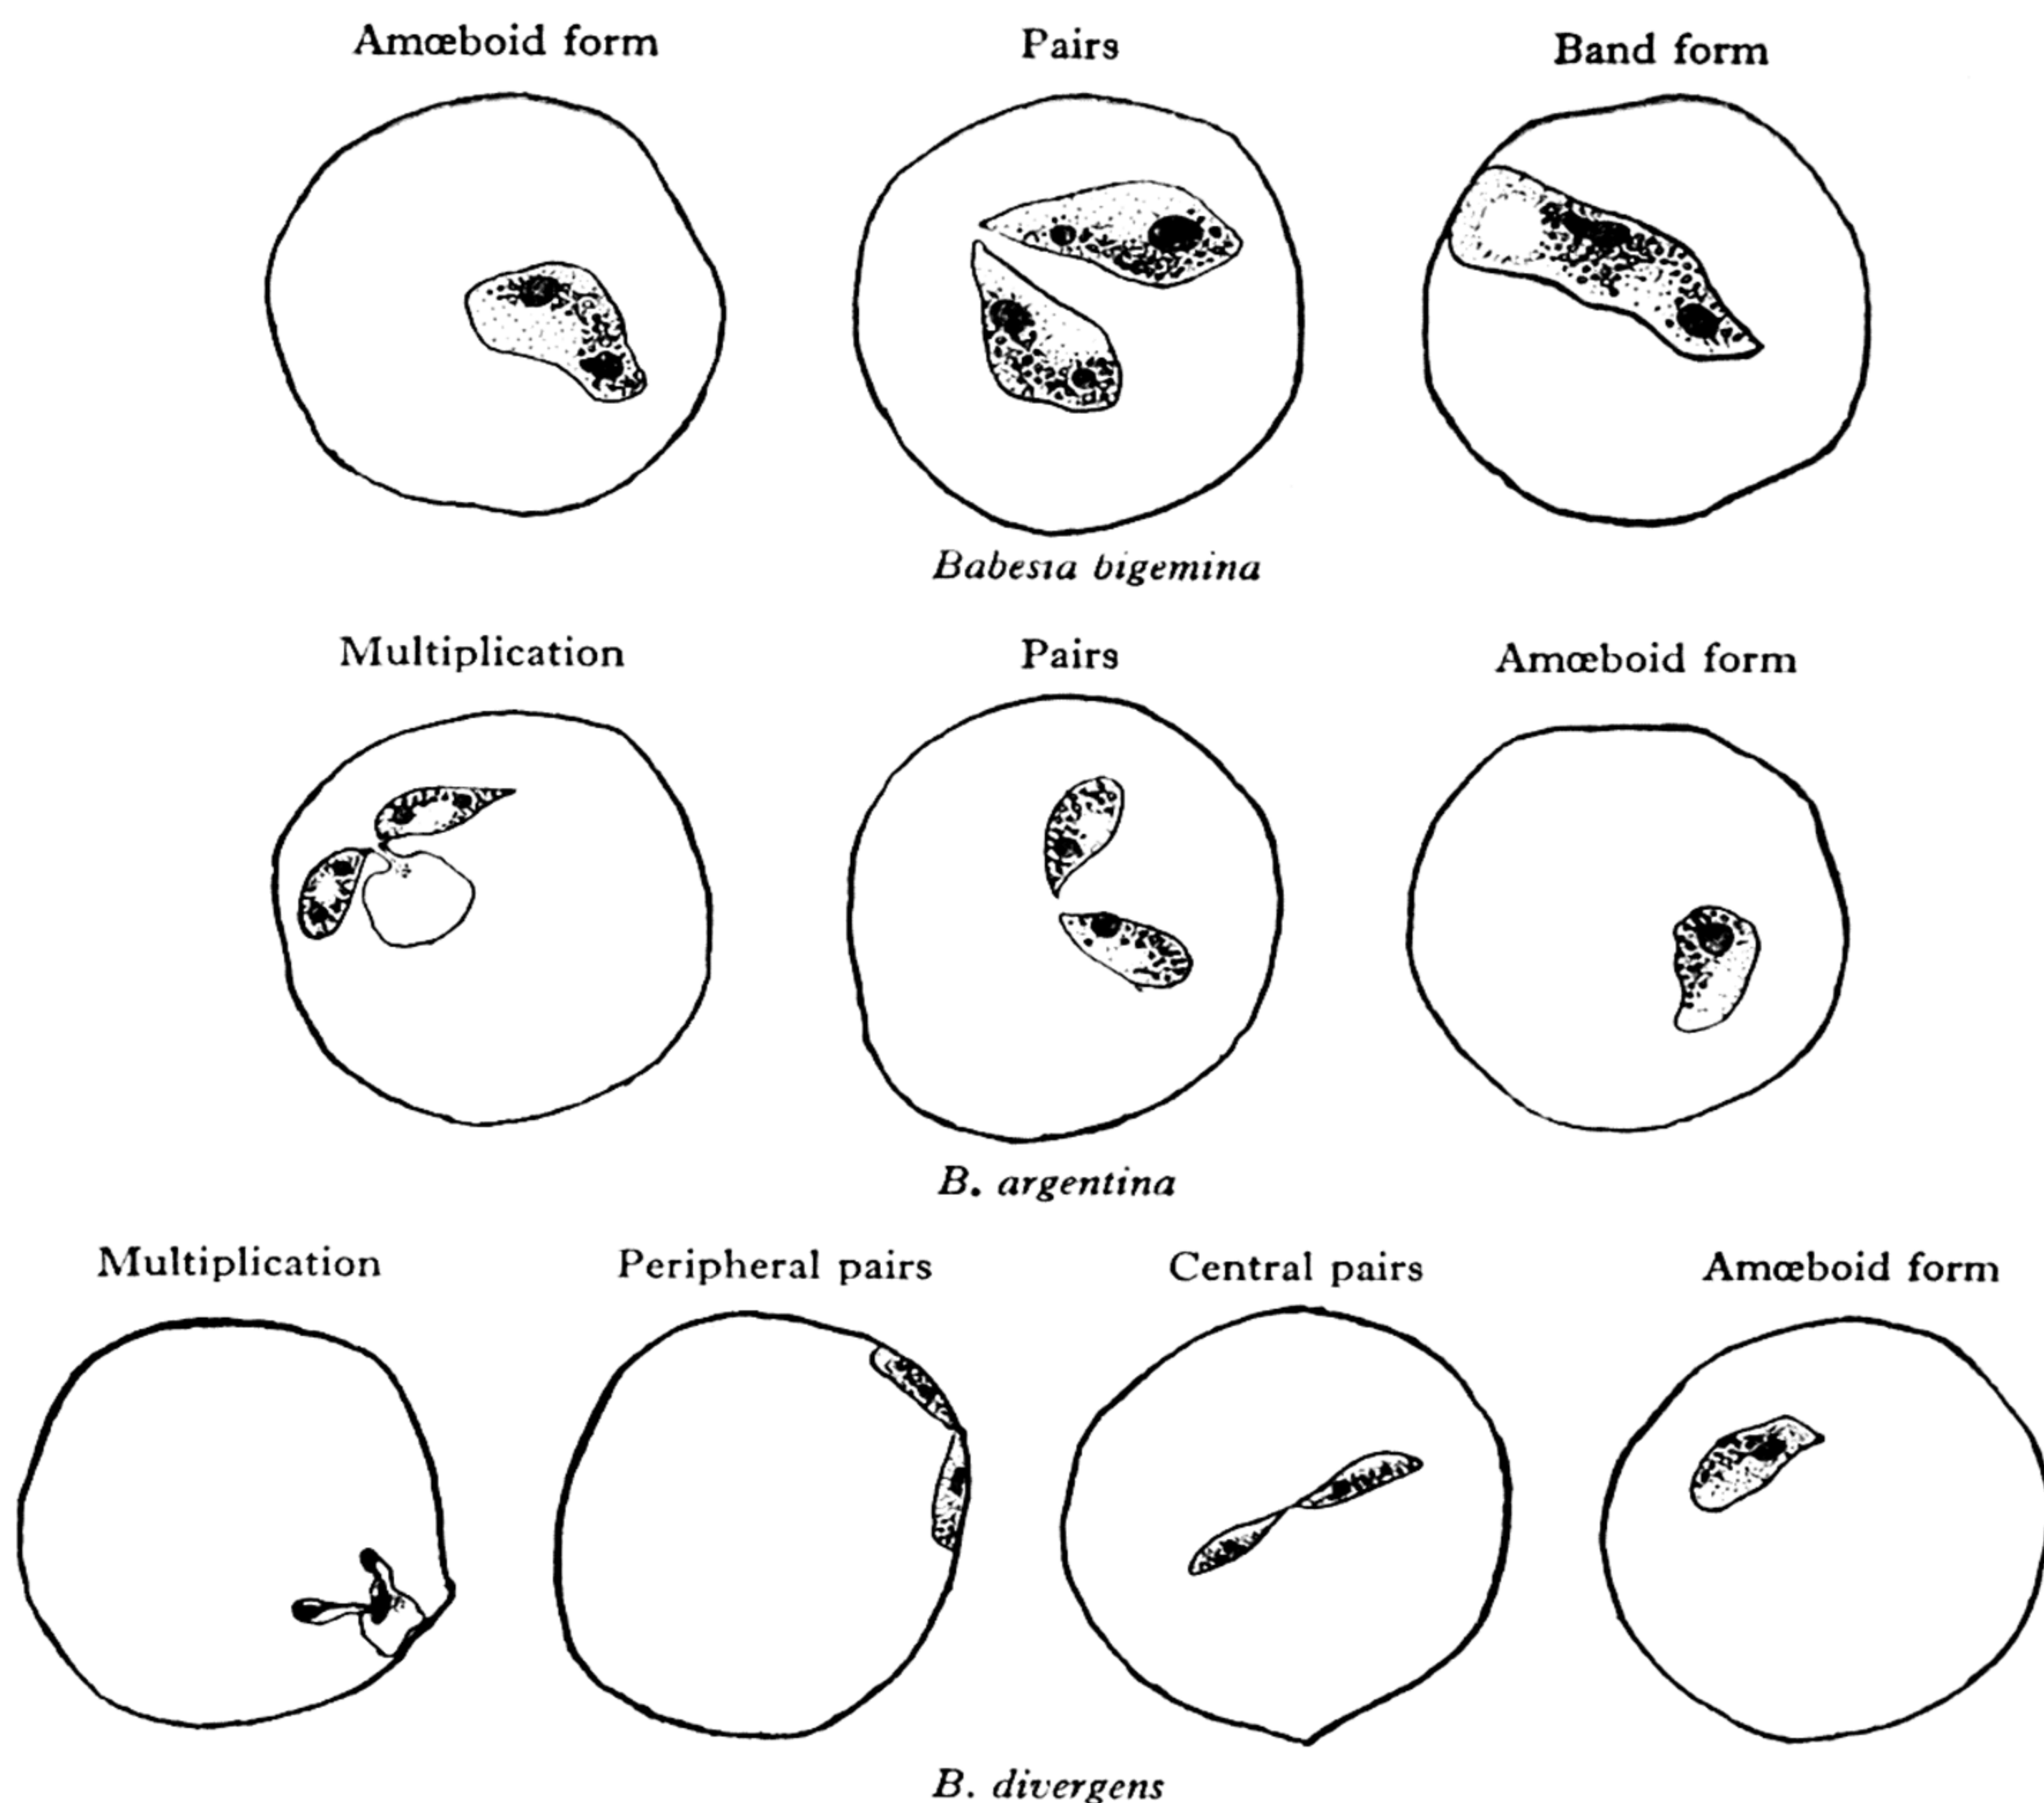 Amœboid form Pairs Band form
Babesia bigemina
Multiplication Pairs Amœboid form
B. argentina
Multiplication Peripheral pairs Central pairs Amœboid form
B. divergens